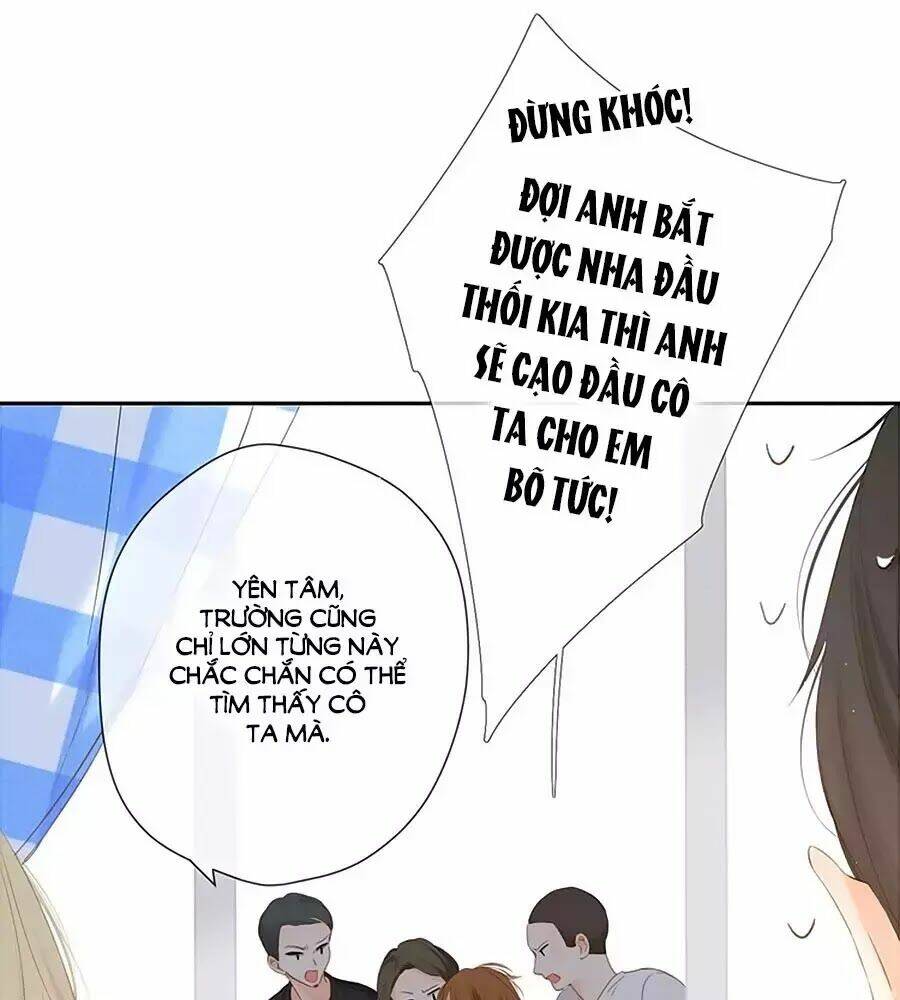 ĐỪNG KHÓC!
ĐỢI ANH BẮT
ĐƯỢC NHA ĐẦU
THỐI KIA THÌ ANH
SẼ CẠO ĐẦU CÔ
TA CHO EM
BÕ TỨC!
YÊN TÂM,
TRƯỜNG CŨNG
CHỈ LỚN TỪNG NÀY
CHẮC CHẮN CÓ THỂ
TÌM THẤY CÔ
TA MÀ.